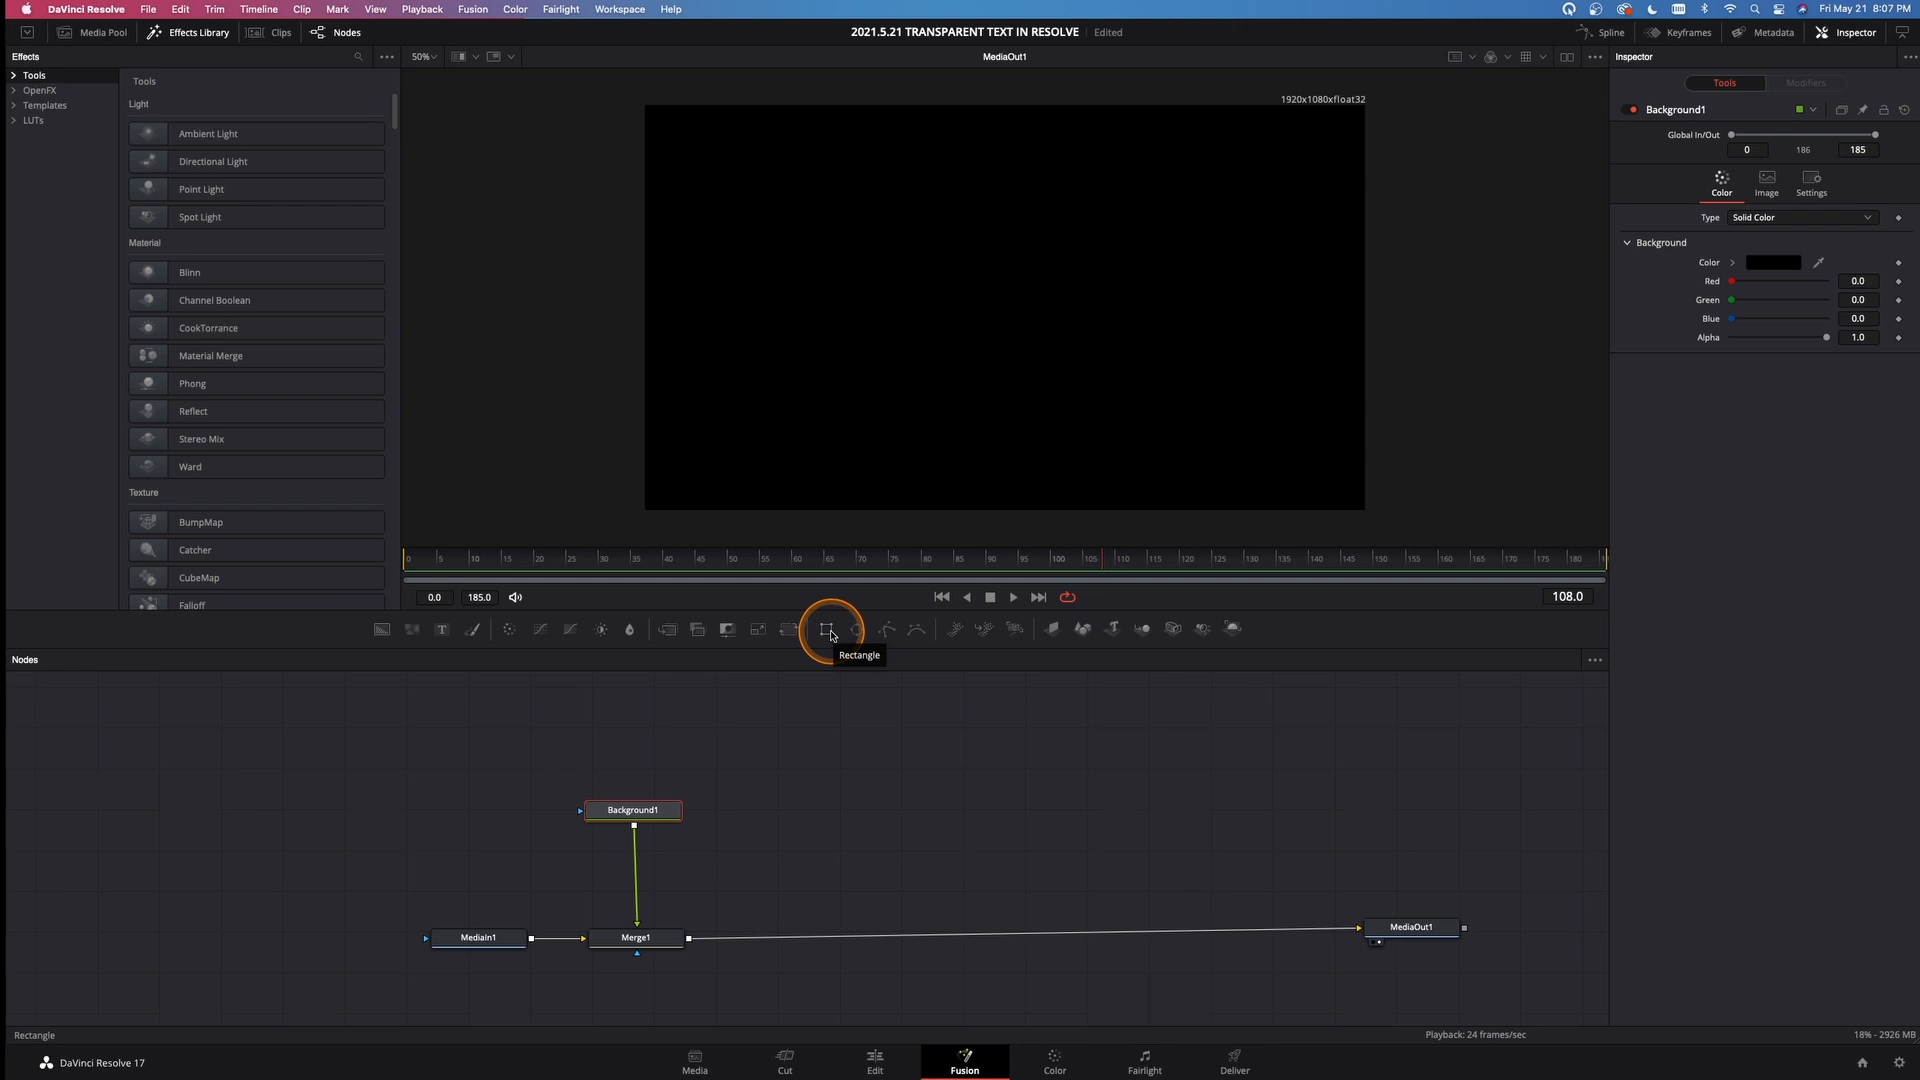 DaVinci Resolve File Edit Trim Timeline Clip Mark View Playback Fusion Color Fairlight Workspace Help Fri May 21 8:07 PM
Media Pool Effects Library Clips Nodes 2021.5.21 TRANSPARENT TEXT IN RESOLVE Edited Spline Keyframes Metadata Inspector
Effects 50% MediaOut1 Inspector
Tools
OpenFX
Templates
LUTs
Tools
Light
Ambient Light
Directional Light
Point Light
Spot Light
Material
Blinn
Channel Boolean
CookTorrance
Material Merge
Phong
Reflect
Stereo Mix
Ward
Texture
BumpMap
Catcher
CubeMap
Falloff
1920x1080xfloat32
0 5 10 15 20 25 30 35 40 45 50 55 60 65 70 75 80 85 90 95 100 105 110 115 120 125 130 135 140 145 150 155 160 165 170 175 180
0.0 185.0 108.0
Tools Modifiers
Background1
Global In/Out
0 186 185
Color Image Settings
Type Solid Color
Background
Color
Red 0.0
Green 0.0
Blue 0.0
Alpha 1.0
T
Rectangle
Nodes
Background1
MediaIn1 Merge1 MediaOut1
Rectangle Playback: 24 frames/sec 18% - 2926 MB
DaVinci Resolve 17 Media Cut Edit Fusion Color Fairlight Deliver